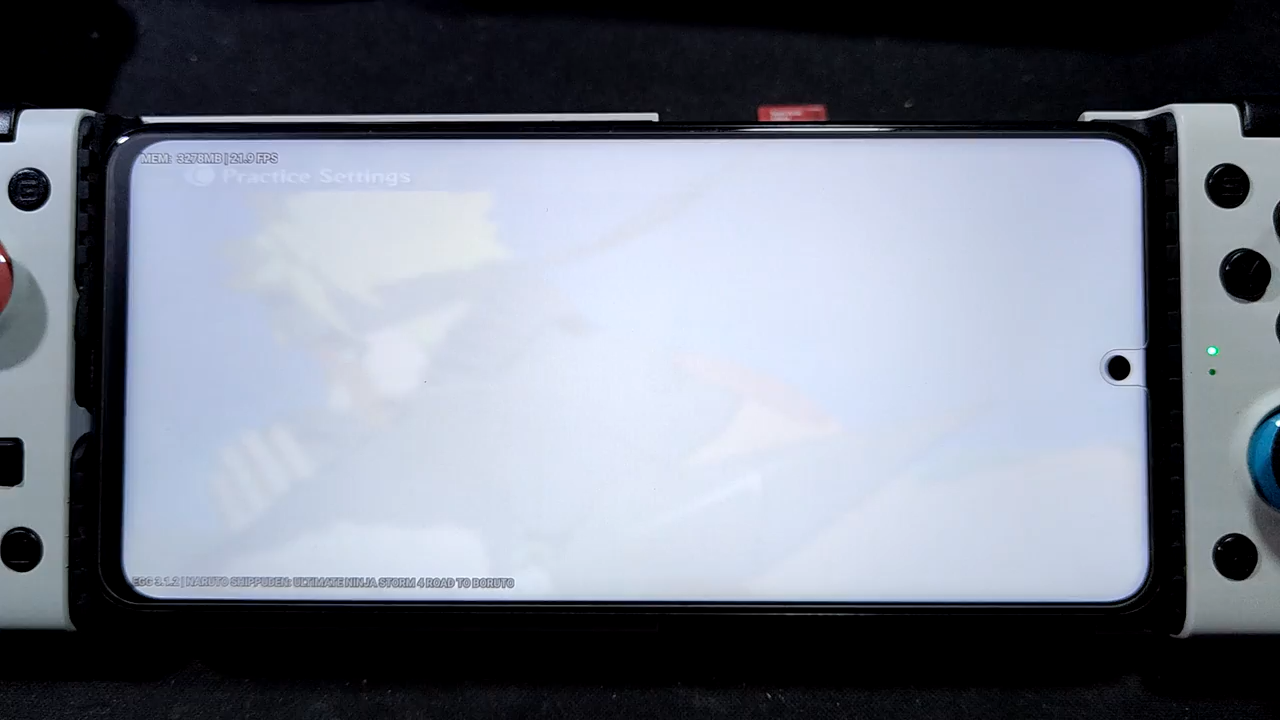 MEM: 3278MB | 21.9 FPS
Practice Settings
EGG 3.1.2 | NARUTO SHIPPUDEN: ULTIMATE NINJA STORM 4 ROAD TO BORUTO